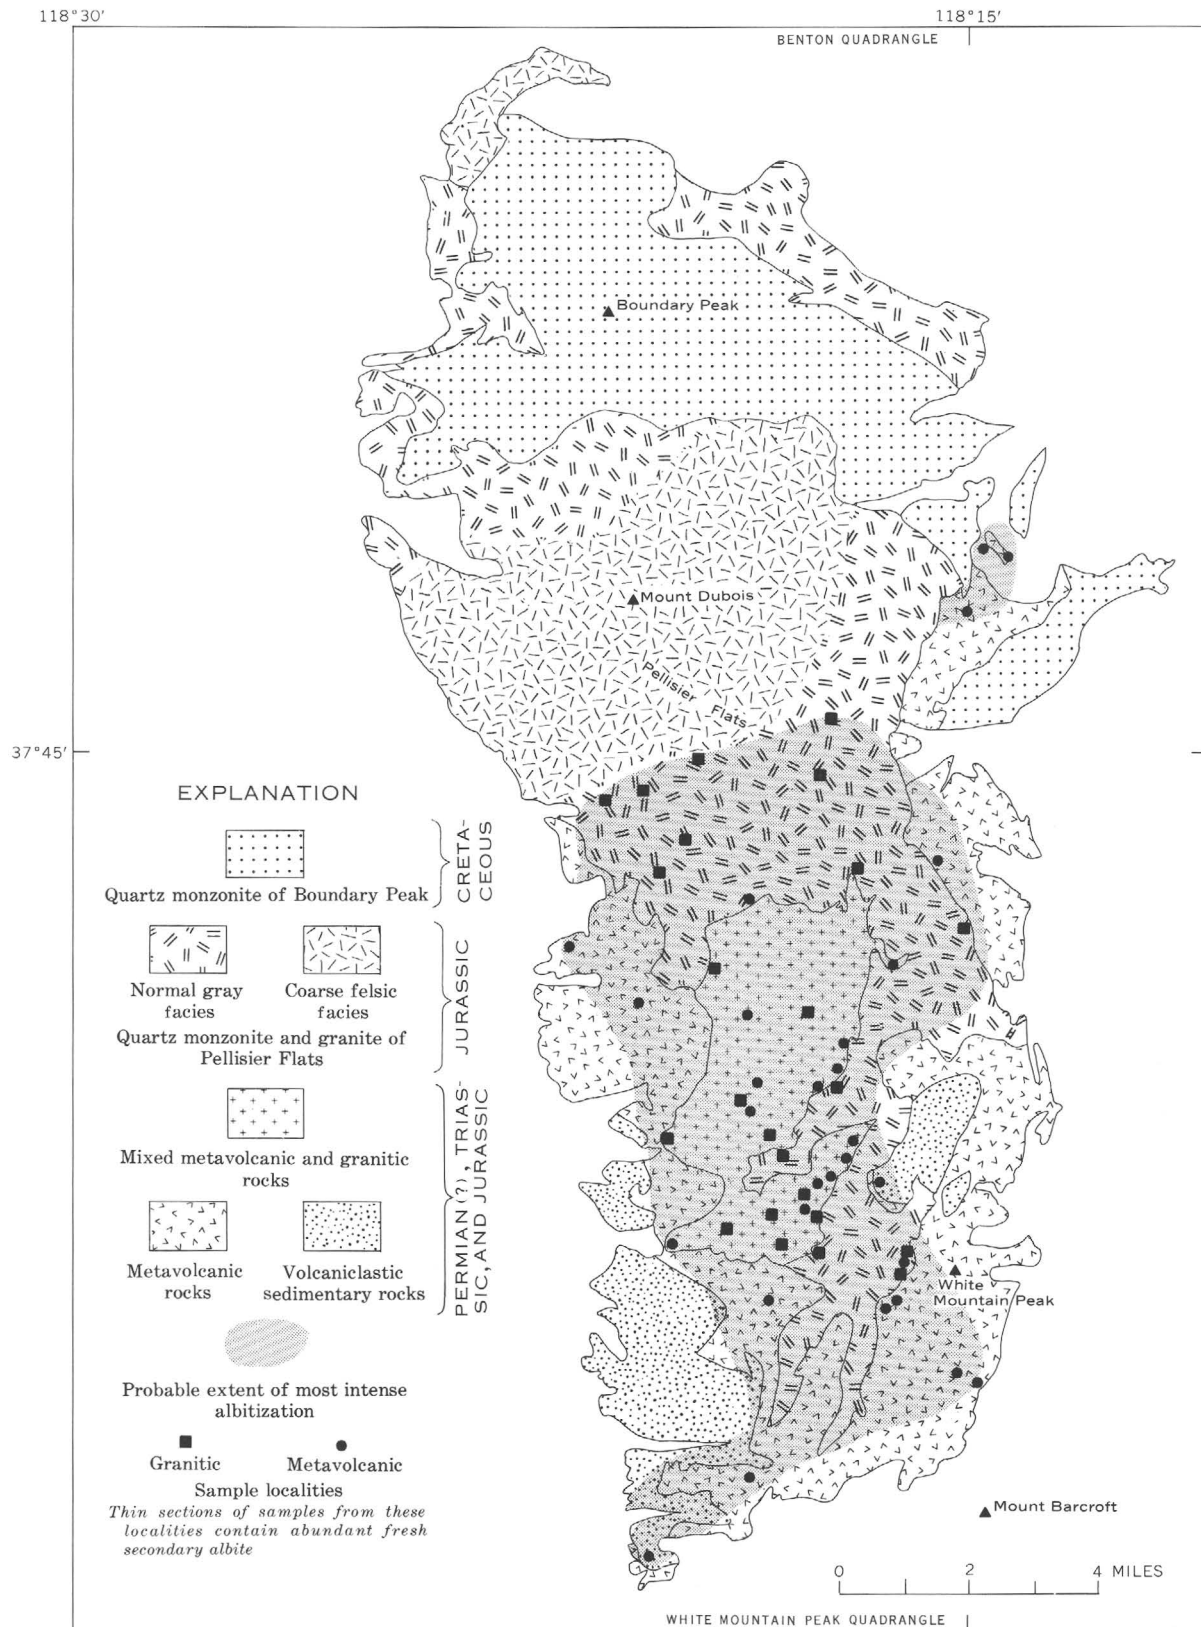 118°30′
118°15′
BENTON QUADRANGLE
Boundary Peak
Mount Dubois
Pellisier Flats
37°45′
EXPLANATION
Quartz monzonite of Boundary Peak
CRETA-
CEOUS
Normal gray
facies
Coarse felsic
facies
Quartz monzonite and granite of
Pellisier Flats
JURASSIC
Mixed metavolcanic and granitic
rocks
Metavolcanic
rocks
Volcaniclastic
sedimentary rocks
PERMIAN(?), TRIAS-
SIC, AND JURASSIC
Probable extent of most intense
albitization
Granitic
Metavolcanic
Sample localities
Thin sections of samples from these
localities contain abundant fresh
secondary albite
White
Mountain Peak
Mount Barcroft
0 2 4 MILES
WHITE MOUNTAIN PEAK QUADRANGLE